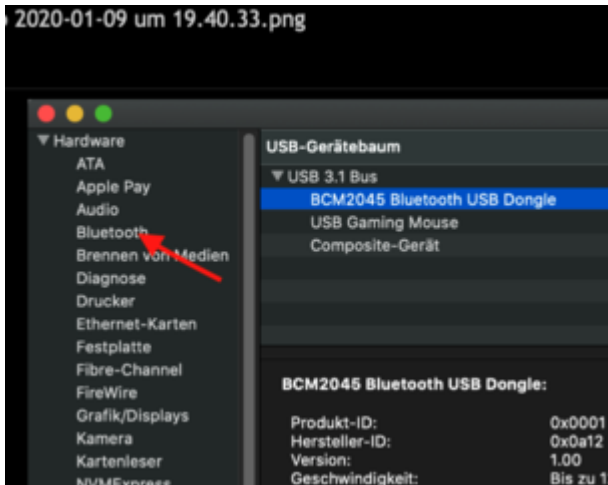 2020-01-09 um 19.40.33.png
Hardware
ATA
Apple Pay
Audio
Bluetooth
Brennen von Medien
Diagnose
Drucker
Ethernet-Karten
Festplatte
Fibre-Channel
FireWire
Grafik/Displays
Kamera
Kartenleser
NVMExpress
USB-Gerätebaum
USB 3.1 Bus
BCM2045 Bluetooth USB Dongle
USB Gaming Mouse
Composite-Gerät
BCM2045 Bluetooth USB Dongle:
Produkt-ID: 0x0001
Hersteller-ID: 0x0a12
Version: 1.00
Geschwindigkeit: Bis zu 1